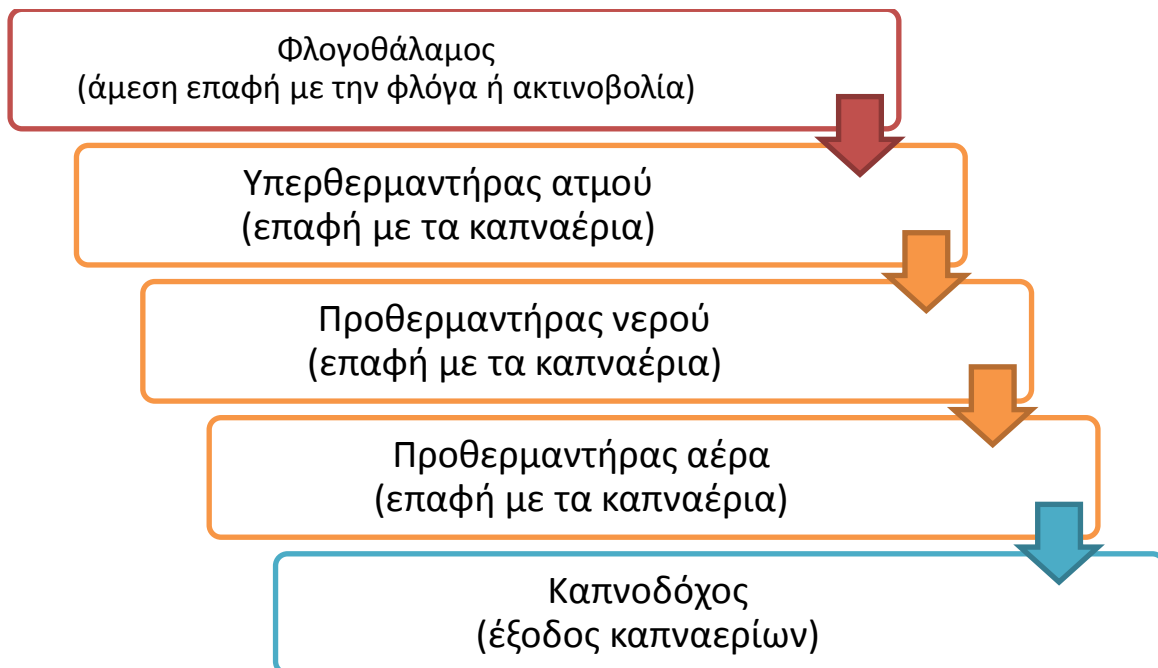 Φλογοθάλαμος
(άμεση επαφή με την φλόγα ή ακτινοβολία)
Υπερθερμαντήρας ατμού
(επαφή με τα καπναέρια)
Προθερμαντήρας νερού
(επαφή με τα καπναέρια)
Προθερμαντήρας αέρα
(επαφή με τα καπναέρια)
Καπνοδόχος
(έξοδος καπναερίων)